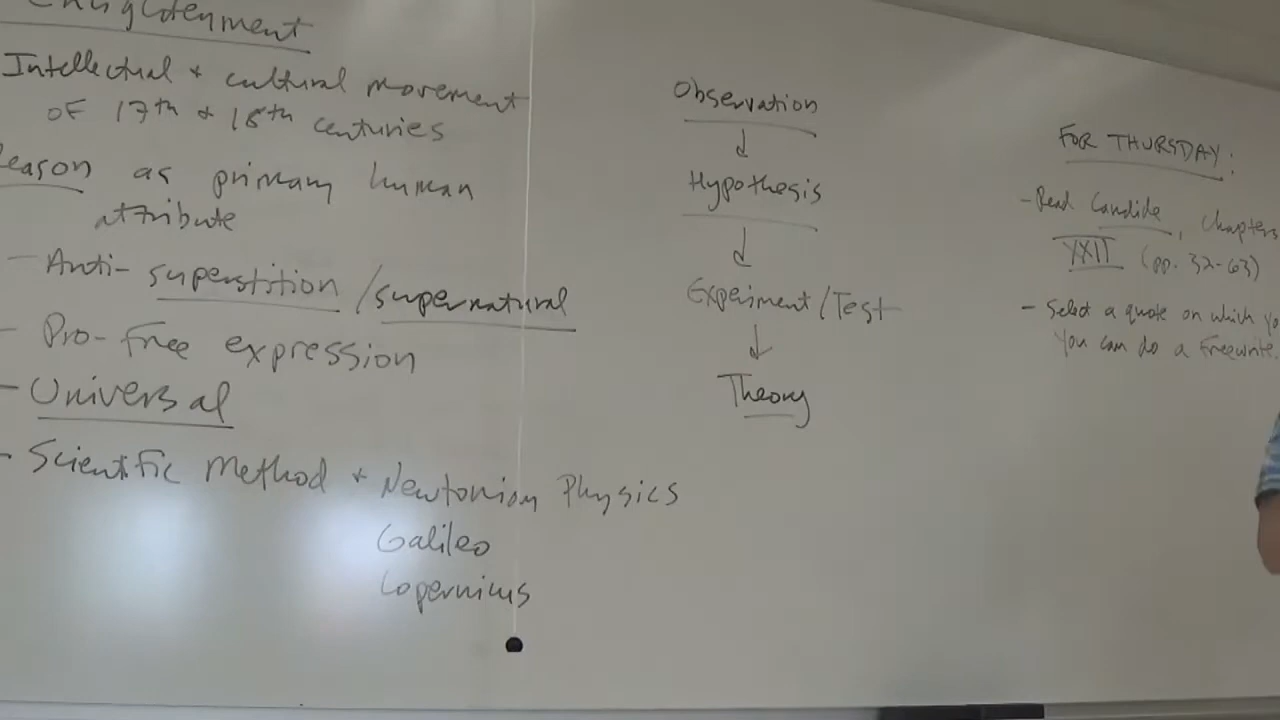 Enlightenment
Intellectual + cultural movement
of 17th + 18th centuries
Reason as primary human
attribute
- Anti-superstition/supernatural
- Pro-free expression
- Universal
- Scientific Method + Newtonian Physics
Galileo
Copernicus
Observation
↓
Hypothesis
↓
Experiment/Test
↓
Theory
FOR THURSDAY:
- Read Candide, Chapters
XXII (pp. 32-63)
- Select a quote on which yo
you can do a freewrite.